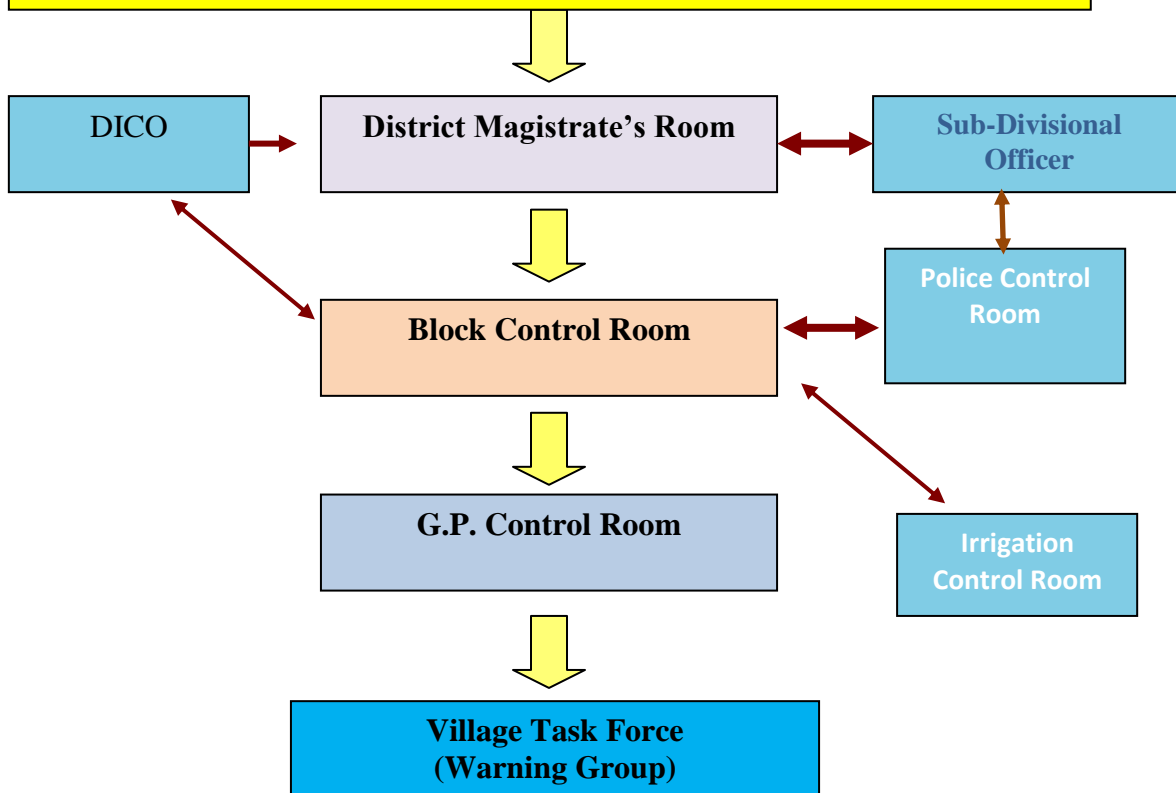 DICO
District Magistrate’s Room
Sub-Divisional
Officer
Police Control
Room
Block Control Room
G.P. Control Room
Irrigation
Control Room
Village Task Force
(Warning Group)